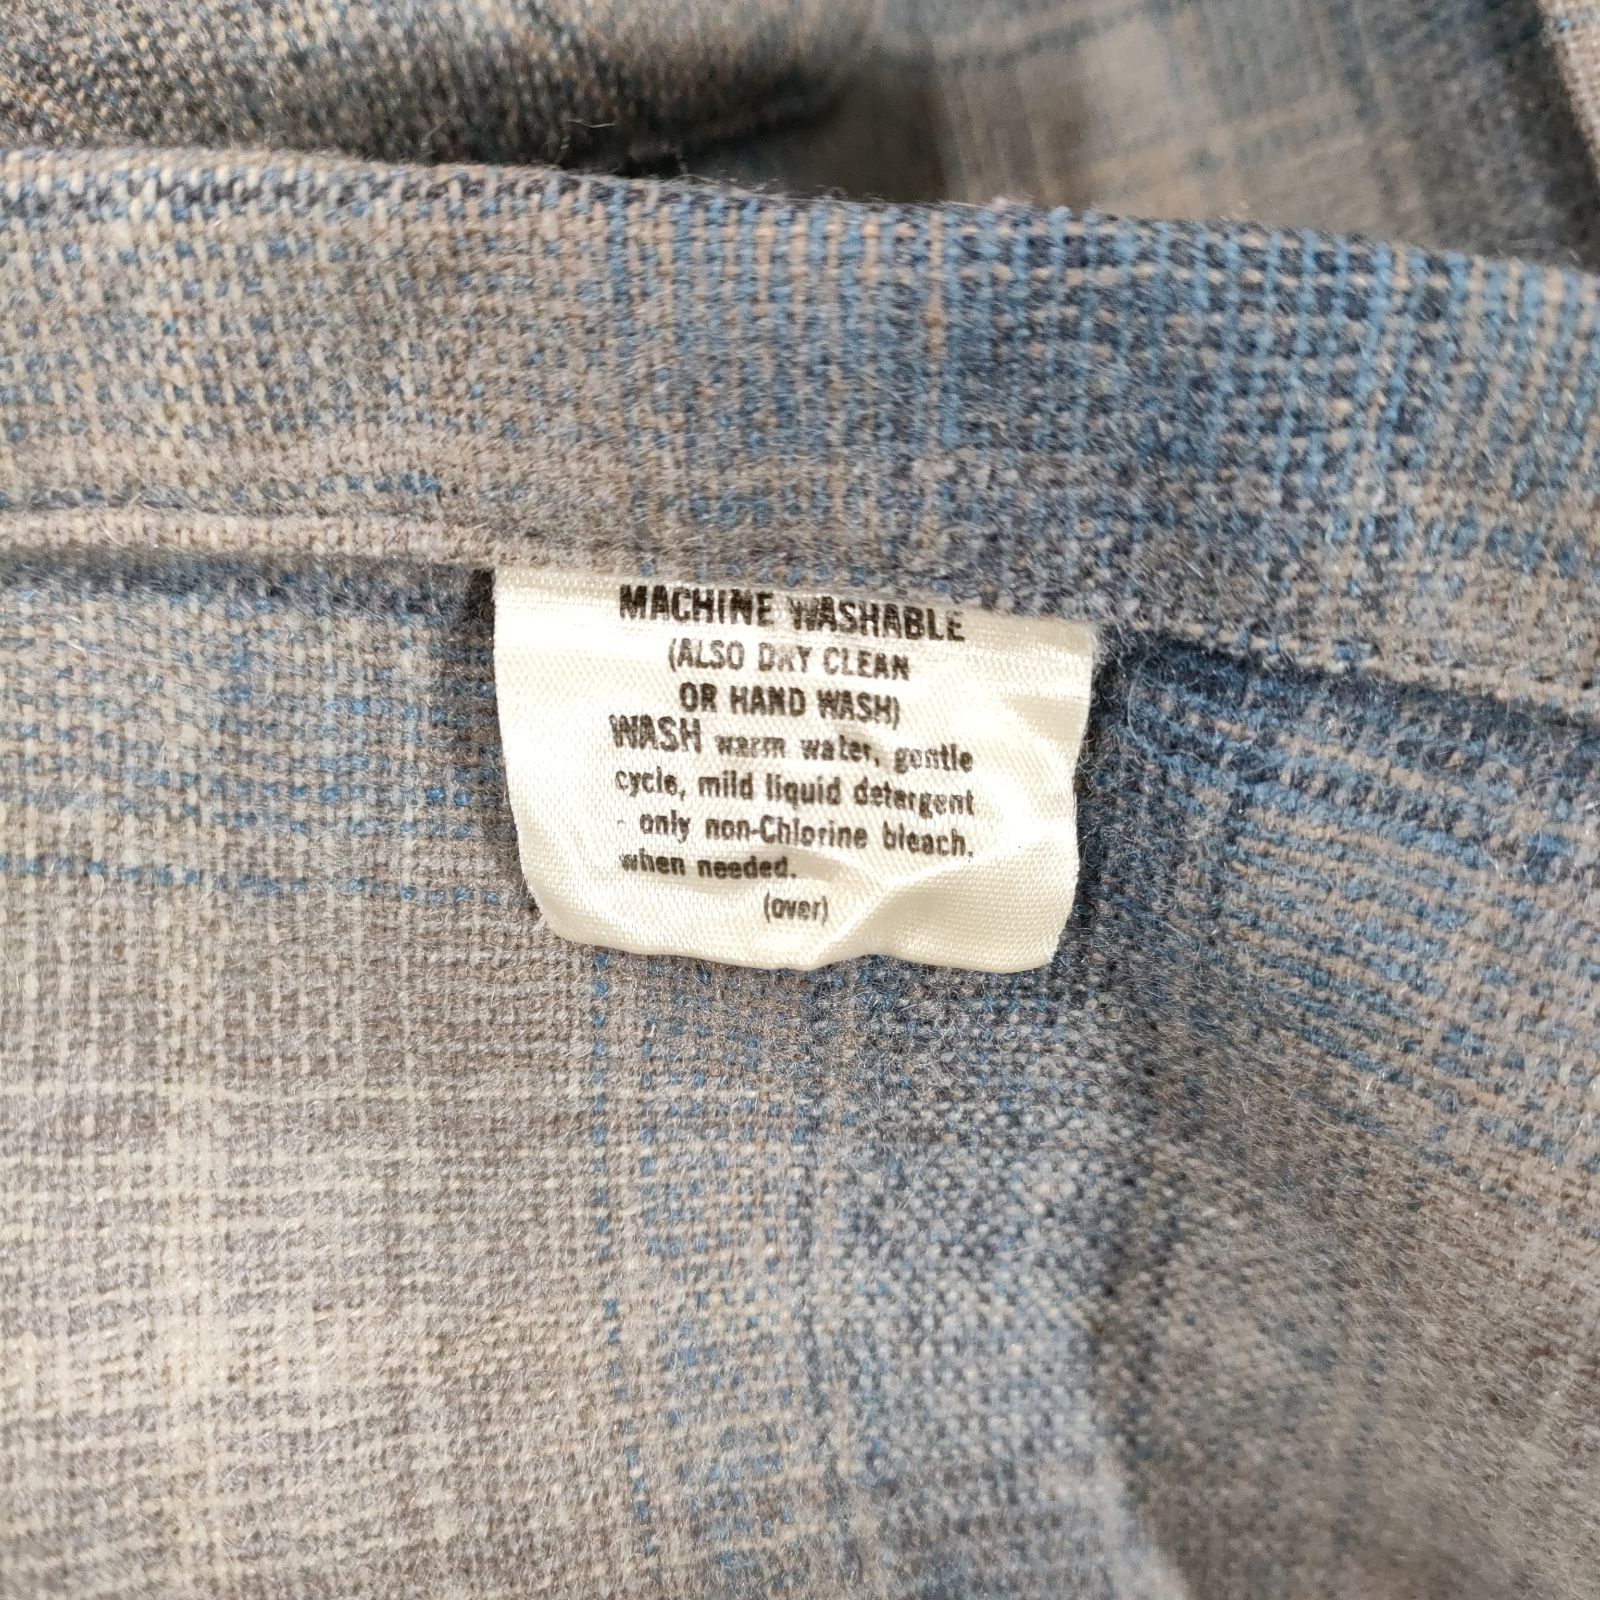 MACHINE WASHABLE
(ALSO DRY CLEAN
OR HAND WASH)
WASH warm water, gentle
cycle, mild liquid detergent
- only non-Chlorine bleach,
when needed.
(over)